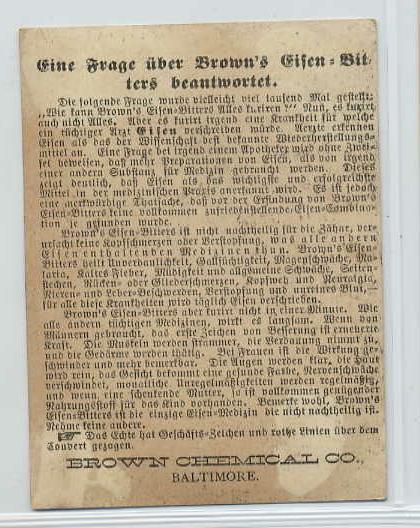 Eine Frage über Brown's Eisen=Bit=
ters beantwortet.
Die folgende Frage wurde vielleicht viel tausend Mal gestellt:
„Wie kann Brown's Eisen=Bitters Alles kuriren?" Nun, es kurirt
auch nicht Alles. Aber es kurirt irgend eine Krankheit für welche
ein tüchtiger Arzt Eisen verschreiben würde. Aerzte erkennen
Eisen als das der Wissenschaft best bekannte Wiederherstellungs=
mittel an. Eine Frage bei irgend einem Apotheker wird ohne Zwei=
fel beweisen, daß mehr Preparationen von Eisen, als von irgend
einer andern Substanz für Medizin gebraucht werden. Dieses
zeigt deutlich, daß Eisen als das wichtigste und erfolgreichste
Mittel in der medizinischen Praxis anerkannt wird. Es ist jedoch
eine merkwürdige Thatsache, daß vor der Erfindung von Brown's
Eisen=Bitters keine vollkommen zufriedenstellende Eisen=Combina=
tion je gefunden wurde.
Brown's Eisen=Bitters ist nicht nachtheilig für die Zähne, ver=
ursacht keine Kopfschmerzen oder Verstopfung, was alle andern
Eisen enthaltenden Medizinen thun. Brown's Eisen=
Bitters heilt Unverdaulichkeit, Gallsüchtigkeit, Magenschwäche, Ma=
laria, Kaltes Fieber, Müdigkeit und allgemeine Schwäche, Seiten=
stechen, Rücken= oder Gliederschmerzen, Kopfweh und Neuralgia,
Nieren= und Leber=Beschwerden, Verstopfung und unreines Blut,—
für alle diese Krankheiten wird täglich Eisen verschrieben.
Brown's Eisen=Bitters aber kurirt nicht in einer Minute. Wie
alle andern tüchtigen Medizinen, wirkt es langsam. Wenn von
Männern gebraucht, das erste Zeichen von Besserung ist erneuerte
Kraft. Die Muskeln werden strammer, die Verdauung nimmt zu,
und die Gedärme werden thätig. Bei Frauen ist die Wirkung ge=
schwinder und mehr bemerkbar. Die Augen werden klar, die Haut
wird rein, das Gesicht bekommt eine gesunde Farbe, Nervenschwäche
verschwindet, monatliche Unregelmäßigkeiten werden regelmäßig,
und wenn eine schenkende Mutter, ja ist vollkommen genügender
Nahrungsstoff für das Kind vorhanden. Bemerke wohl, Brown's
Eisen=Bitters ist die einzige Eisen=Medizin die nicht nachtheilig ist.
Nehme keine andere.
☞ Das Echte hat Geschäfts=Zeichen und rothe Linien über dem
Couvert gezogen.
BROWN CHEMICAL CO.,
BALTIMORE.